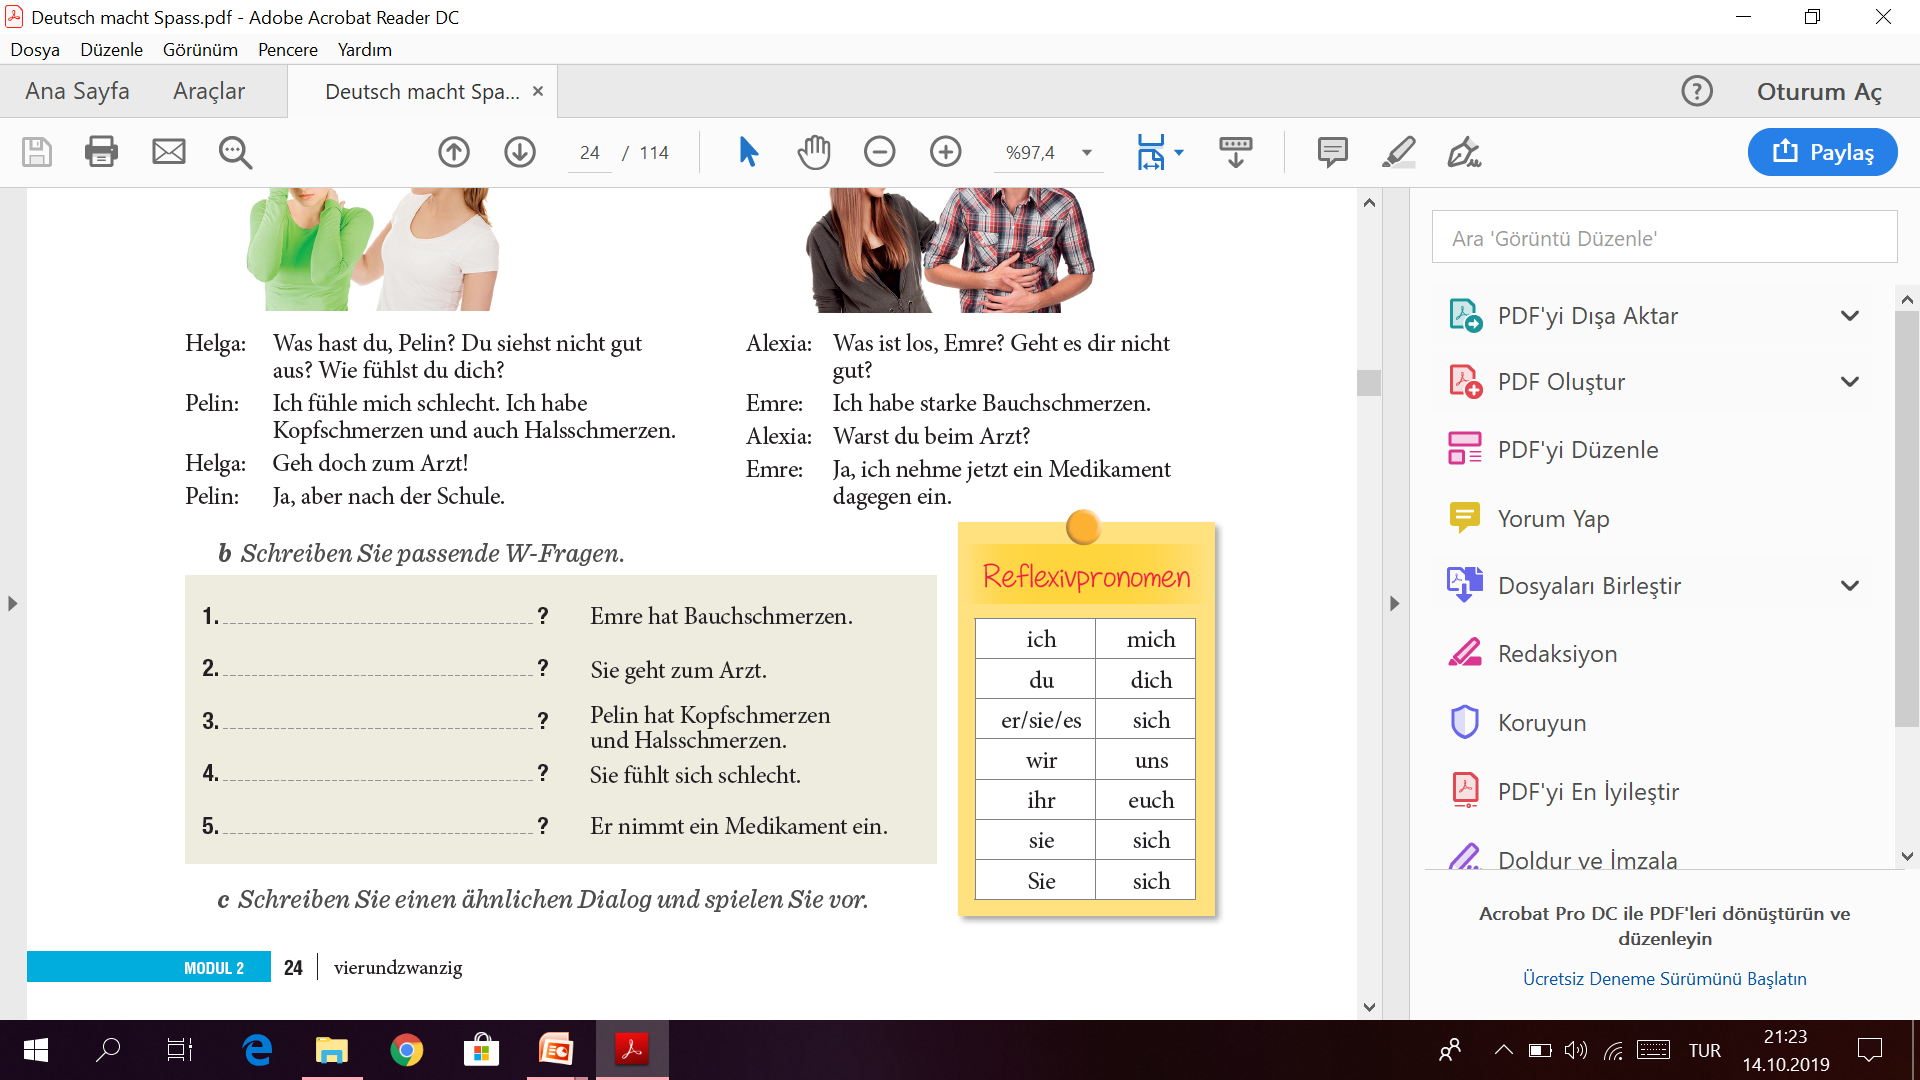 Deutsch macht Spass.pdf - Adobe Acrobat Reader DC
Dosya Düzenle Görünüm Pencere Yardım
Ana Sayfa Araçlar Deutsch macht Spa... ×
? Oturum Aç
24 / 114 %97,4 Paylaş
Ara 'Görüntü Düzenle'
PDF'yi Dışa Aktar
PDF Oluştur
PDF'yi Düzenle
Yorum Yap
Dosyaları Birleştir
Redaksiyon
Koruyun
PDF'yi En İyileştir
Doldur ve İmzala
Acrobat Pro DC ile PDF'leri dönüştürün ve
düzenleyin
Ücretsiz Deneme Sürümünü Başlatın
Helga: Was hast du, Pelin? Du siehst nicht gut
aus? Wie fühlst du dich?
Pelin: Ich fühle mich schlecht. Ich habe
Kopfschmerzen und auch Halsschmerzen.
Helga: Geh doch zum Arzt!
Pelin: Ja, aber nach der Schule.
Alexia: Was ist los, Emre? Geht es dir nicht
gut?
Emre: Ich habe starke Bauchschmerzen.
Alexia: Warst du beim Arzt?
Emre: Ja, ich nehme jetzt ein Medikament
dagegen ein.
b Schreiben Sie passende W-Fragen.
1. ? Emre hat Bauchschmerzen.
2. ? Sie geht zum Arzt.
3. ? Pelin hat Kopfschmerzen
und Halsschmerzen.
4. ? Sie fühlt sich schlecht.
5. ? Er nimmt ein Medikament ein.
Reflexivpronomen
ich mich
du dich
er/sie/es sich
wir uns
ihr euch
sie sich
Sie sich
c Schreiben Sie einen ähnlichen Dialog und spielen Sie vor.
MODUL 2 24 vierundzwanzig
TUR
21:23
14.10.2019